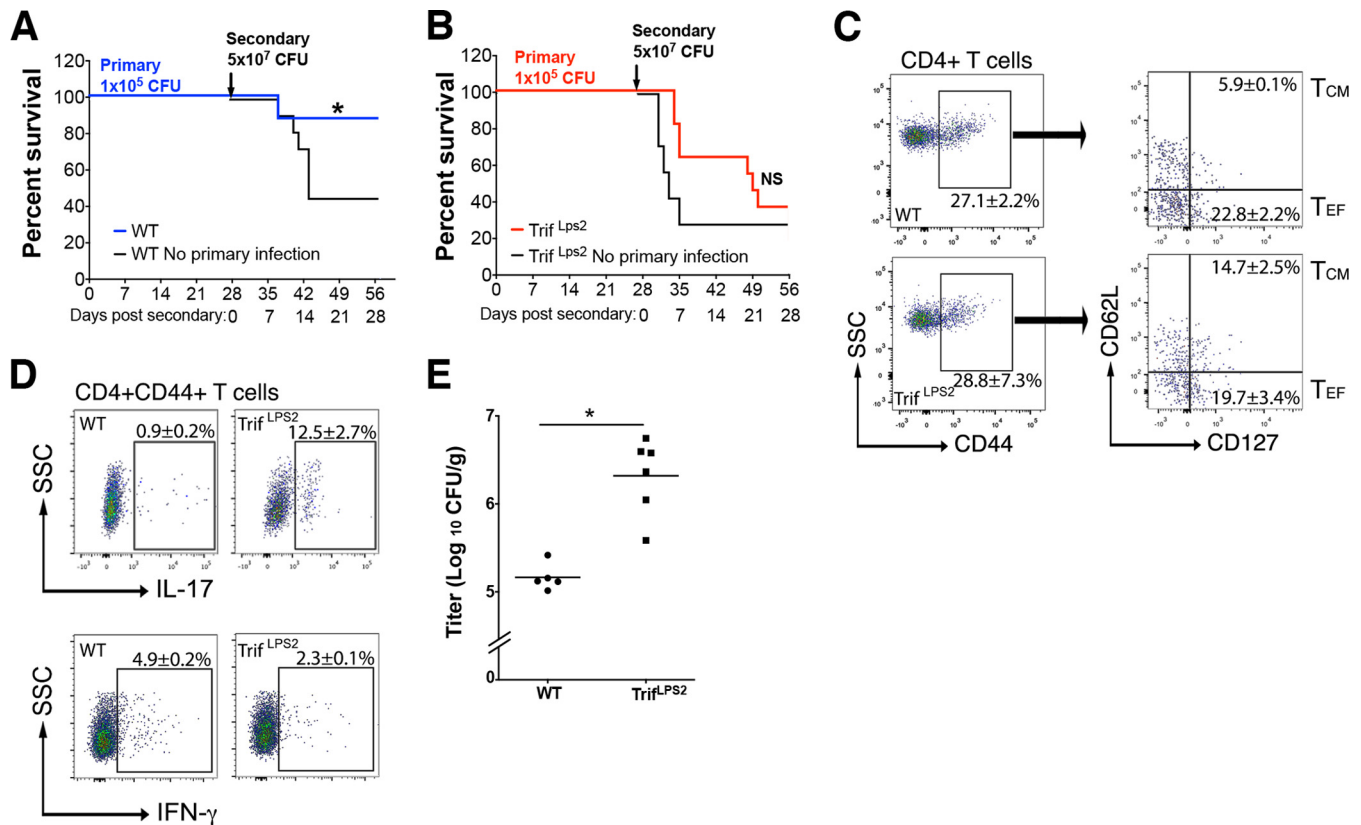 A
Secondary
5x10⁷ CFU
Primary
1x10⁵ CFU
*
Percent survival
120
100
80
60
40
20
0
WT
WT No primary infection
0 7 14 21 28 35 42 49 56
Days post secondary: 0 7 14 21 28
B
Secondary
5x10⁷ CFU
Primary
1x10⁵ CFU
NS
Percent survival
120
100
80
60
40
20
0
Trif Lps2
Trif Lps2 No primary infection
0 7 14 21 28 35 42 49 56
Days post secondary: 0 7 14 21 28
C
CD4+ T cells
WT
27.1±2.2%
5.9±0.1%
TCM
22.8±2.2%
TEF
Trif LPS2
28.8±7.3%
14.7±2.5%
TCM
19.7±3.4%
TEF
SSC
CD44
CD62L
CD127
D
CD4+CD44+ T cells
WT
0.9±0.2%
Trif LPS2
12.5±2.7%
SSC
IL-17
WT
4.9±0.2%
Trif LPS2
2.3±0.1%
SSC
IFN-γ
E
*
Titer (Log 10 CFU/g)
7
6
5
0
WT
TrifLPS2